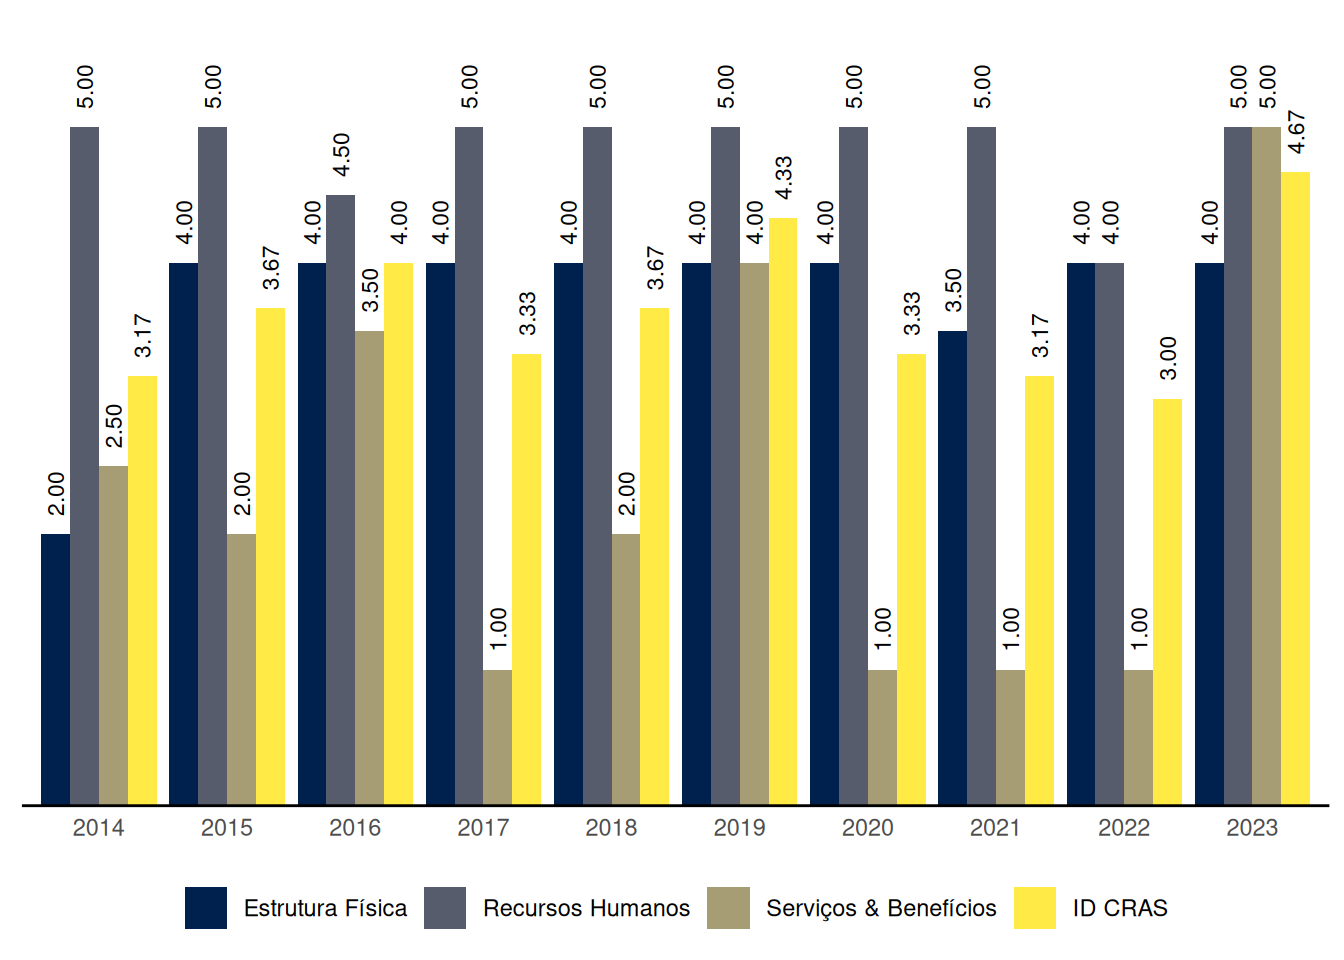 2.00 5.00 2.50 3.17
4.00 5.00 2.00 3.67
4.00 4.50 3.50 4.00
4.00 5.00 1.00 3.33
4.00 5.00 2.00 3.67
4.00 5.00 4.00 4.33
4.00 5.00 1.00 3.33
3.50 5.00 1.00 3.17
4.00 4.00 1.00 3.00
4.00 5.00 5.00 4.67
2014 2015 2016 2017 2018 2019 2020 2021 2022 2023
Estrutura Física Recursos Humanos Serviços & Benefícios ID CRAS